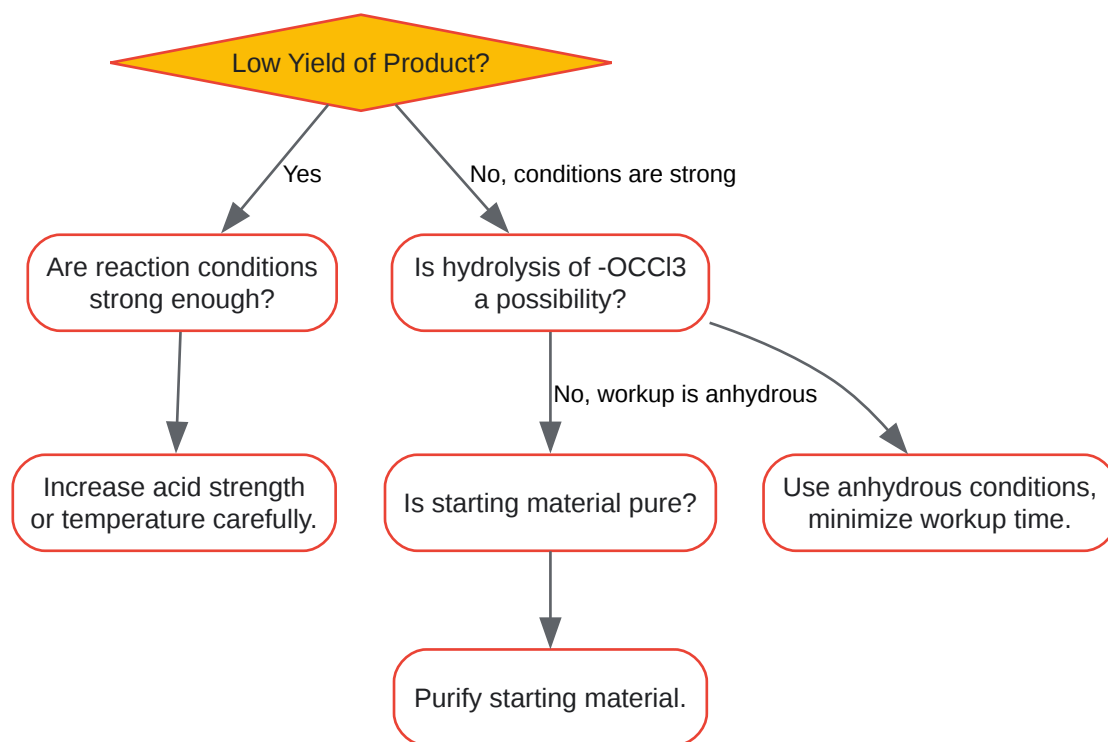 Low Yield of Product?
Yes
No, conditions are strong
Are reaction conditions
strong enough?
Is hydrolysis of -OCCl3
a possibility?
No, workup is anhydrous
Increase acid strength
or temperature carefully.
Is starting material pure?
Use anhydrous conditions,
minimize workup time.
Purify starting material.